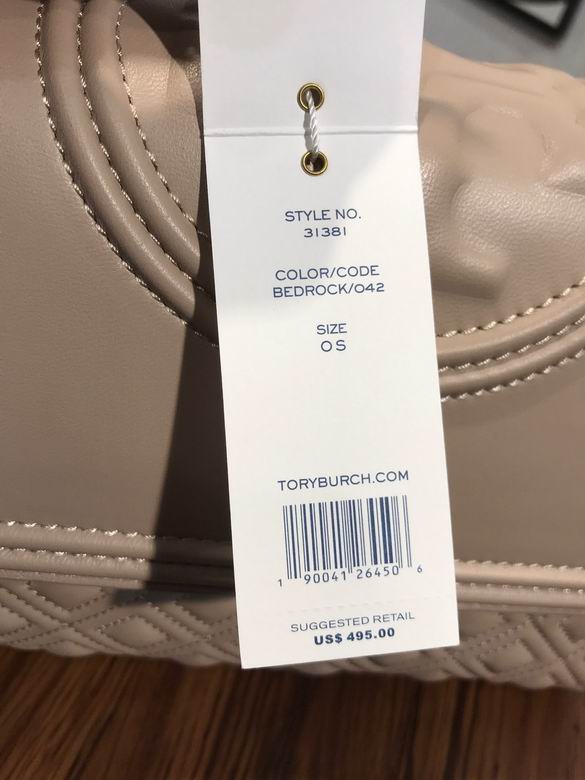 STYLE NO.
31381
COLOR/CODE
BEDROCK/042
SIZE
OS
TORYBURCH.COM
1 90041 26450 6
SUGGESTED RETAIL
US$ 495.00